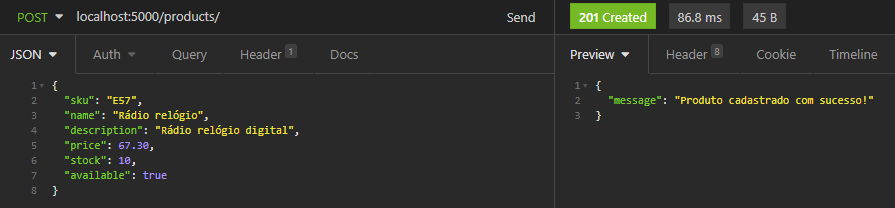 POST localhost:5000/products/ Send 201 Created 86.8 ms 45 B
JSON Auth Query Header 1 Docs Preview Header 8 Cookie Timeline
1 {
2 "sku": "E57",
3 "name": "Rádio relógio",
4 "description": "Rádio relógio digital",
5 "price": 67.30,
6 "stock": 10,
7 "available": true
8 }
1 {
2 "message": "Produto cadastrado com sucesso!"
3 }